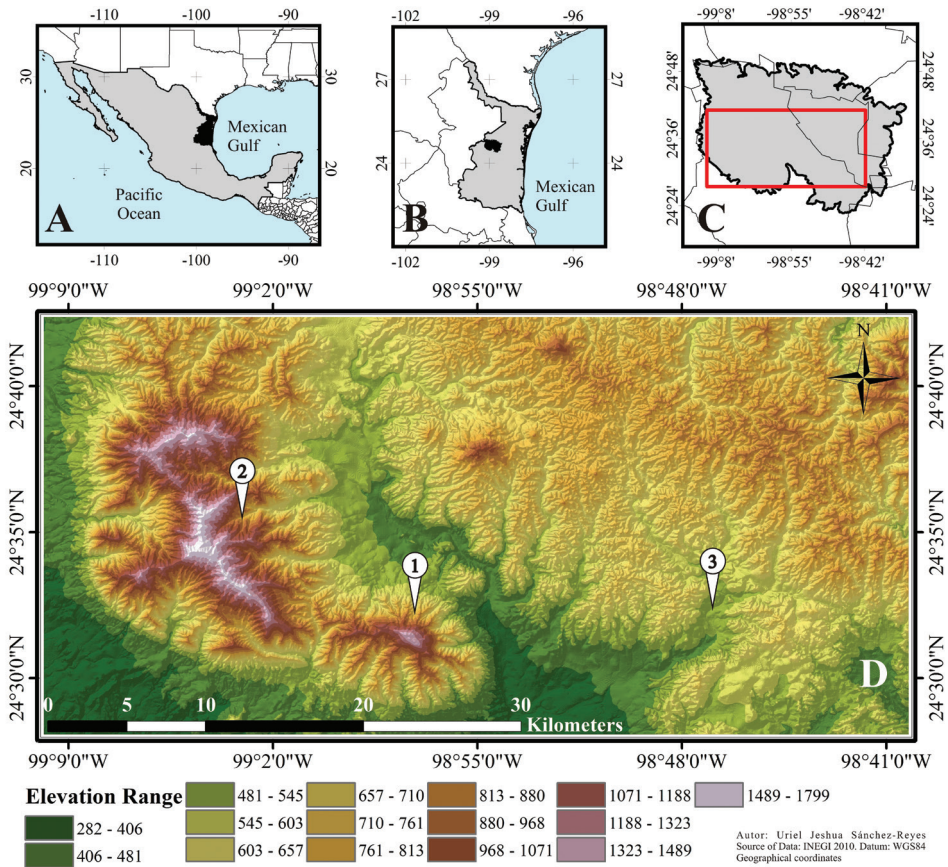 -110 -100 -90
30
20
Mexican
Gulf
Pacific
Ocean
A
-110 -100 -90
-102 -99 -96
27
24
Mexican
Gulf
B
-102 -99 -96
-99°8' -98°55' -98°42'
24°48' 24°48'
24°36' 24°36'
24°24' 24°24'
C
-99°8' -98°55' -98°42'
99°9'0"W 99°2'0"W 98°55'0"W 98°48'0"W 98°41'0"W
24°40'0"N 24°40'0"N
24°35'0"N 24°35'0"N
24°30'0"N 24°30'0"N
N
2
1
3
D
0 5 10 20 30
Kilometers
99°9'0"W 99°2'0"W 98°55'0"W 98°48'0"W 98°41'0"W
Elevation Range
282 - 406
406 - 481
481 - 545
545 - 603
603 - 657
657 - 710
710 - 761
761 - 813
813 - 880
880 - 968
968 - 1071
1071 - 1188
1188 - 1323
1323 - 1489
1489 - 1799
Autor: Uriel Jeshua Sánchez-Reyes
Source of Data: INEGI 2010. Datum: WGS84
Geographical coordinates